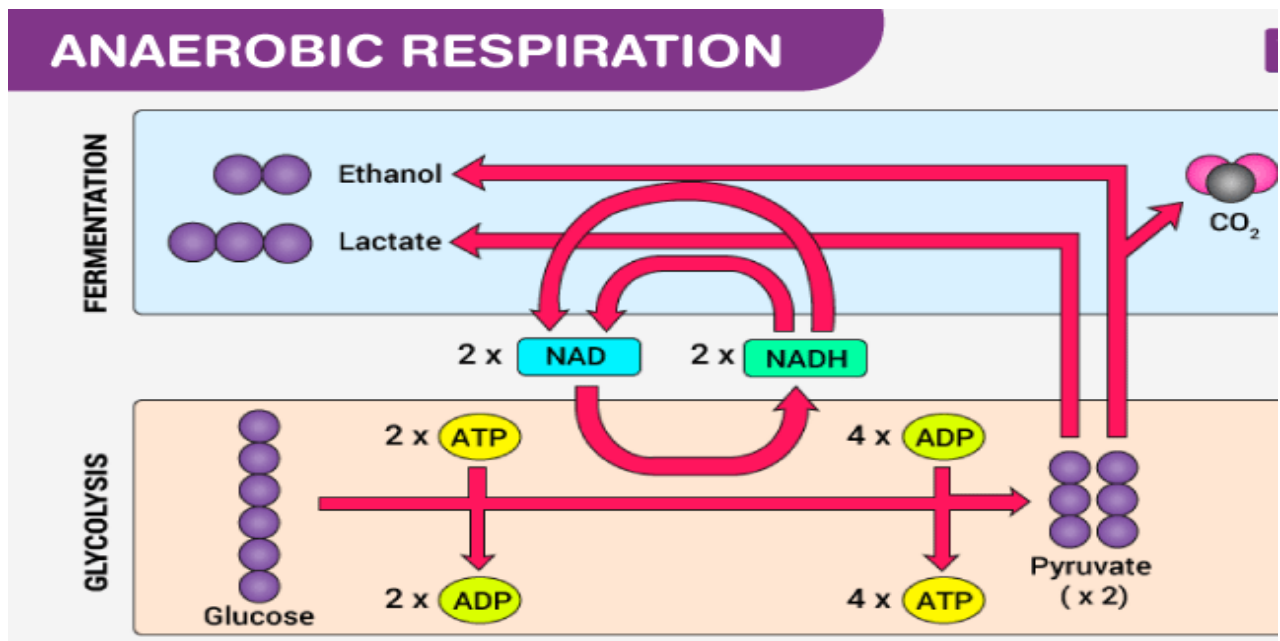 ANAEROBIC RESPIRATION
FERMENTATION
Ethanol
Lactate
CO₂
2 x NAD
2 x NADH
GLYCOLYSIS
2 x ATP
4 x ADP
Glucose
2 x ADP
4 x ATP
Pyruvate
( x 2)